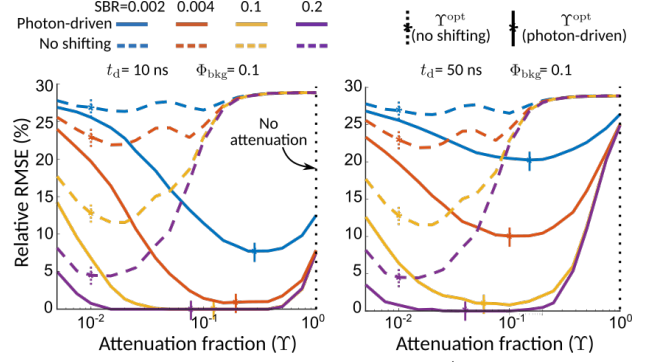 SBR=0.002 0.004 0.1 0.2
Photon-driven
No shifting
ϒopt (no shifting)
ϒopt (photon-driven)
td= 10 ns Φbkg= 0.1
td= 50 ns Φbkg= 0.1
Relative RMSE (%)
30
25
20
15
10
5
0
No attenuation
10-2 10-1 100
Attenuation fraction (ϒ)
30
25
20
15
10
5
0
10-2 10-1 100
Attenuation fraction (ϒ)